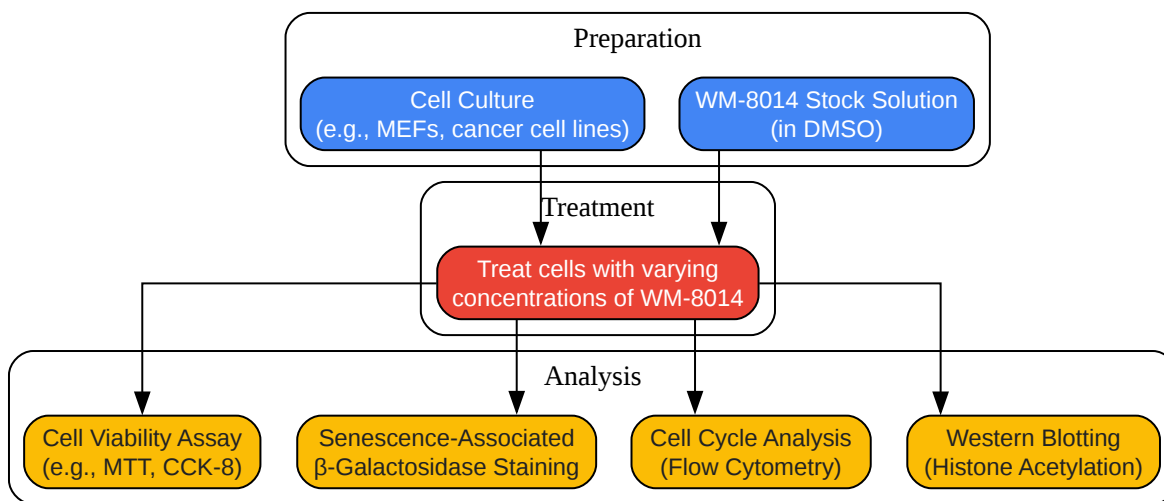 Preparation
Cell Culture
(e.g., MEFs, cancer cell lines)
WM-8014 Stock Solution
(in DMSO)
Treatment
Treat cells with varying
concentrations of WM-8014
Analysis
Cell Viability Assay
(e.g., MTT, CCK-8)
Senescence-Associated
β-Galactosidase Staining
Cell Cycle Analysis
(Flow Cytometry)
Western Blotting
(Histone Acetylation)